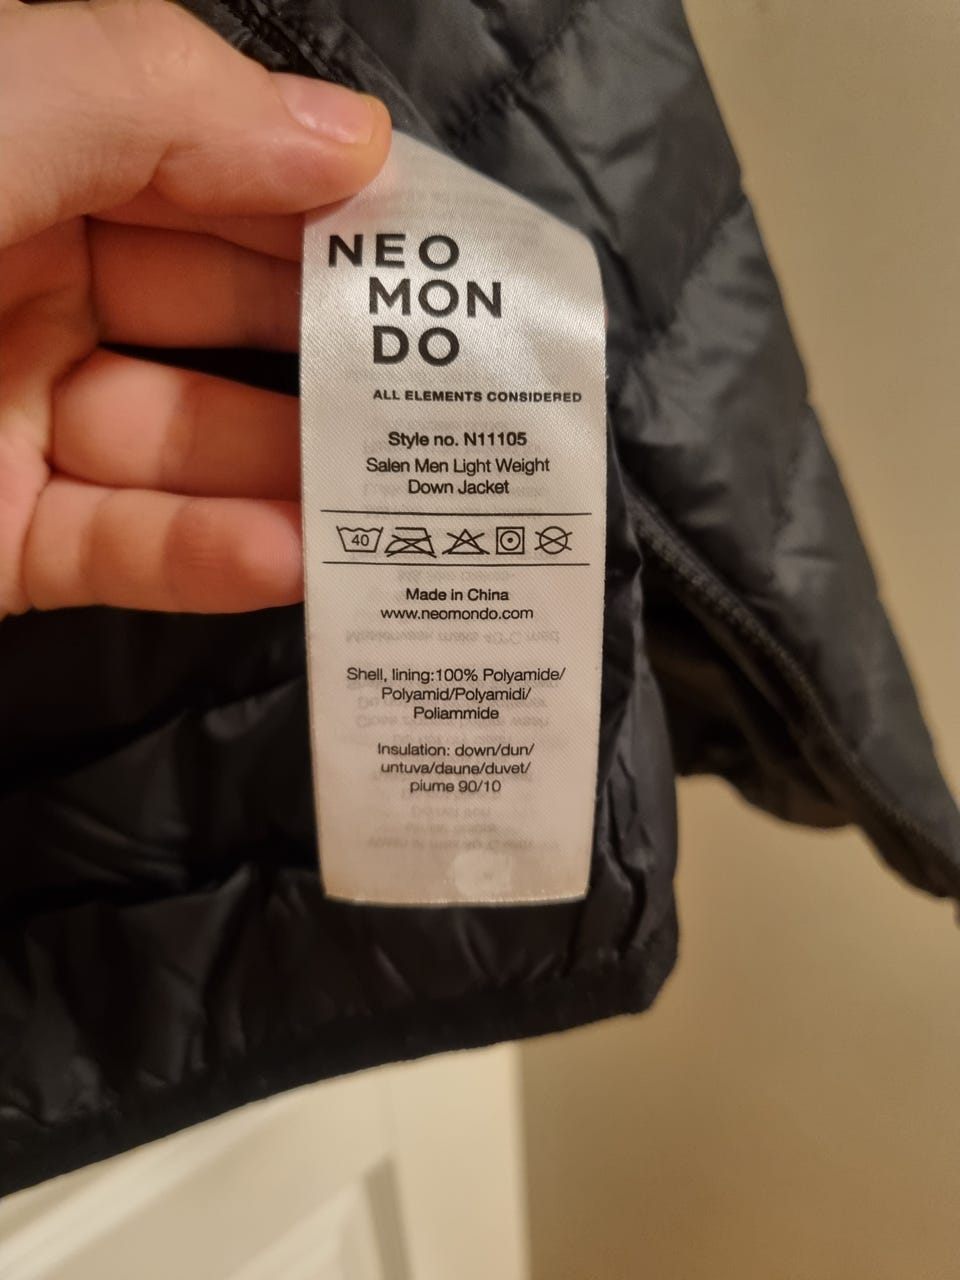 NEO
MON
DO
ALL ELEMENTS CONSIDERED
Style no. N11105
Salen Men Light Weight
Down Jacket
40
Made in China
www.neomondo.com
Shell, lining:100% Polyamide/
Polyamid/Polyamidi/
Poliammide
Insulation: down/dun/
untuva/daune/duvet/
piume 90/10